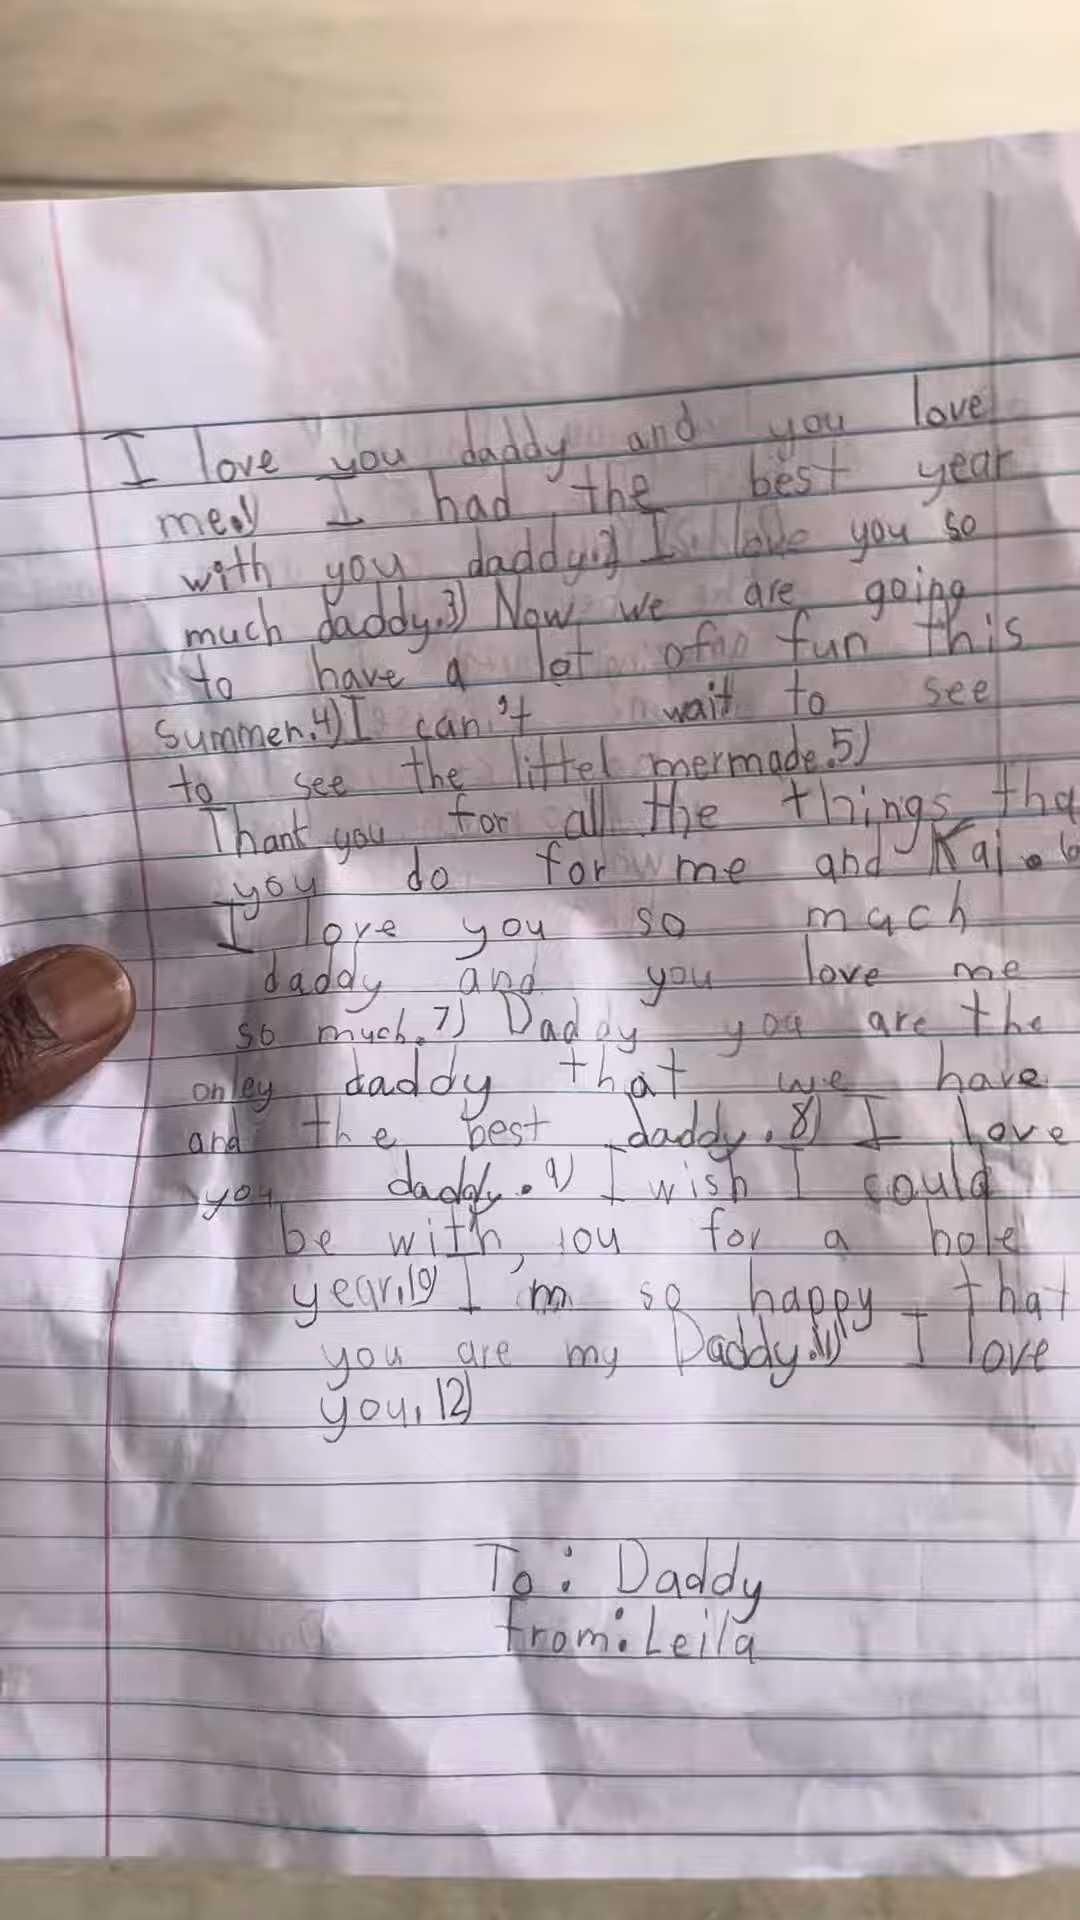 I love you daddy and you love
me.1) I had the best year
with you daddy.2) I love you so
much daddy.3) Now we are going
to have a lot of fun this
summer.4) I can't wait to see
to see the littel mermade.5)
Thank you for all the things tha
you do for me and Kai. 6
I love you so much
daddy and you love me
so much.7) Daddy you are the
onley daddy that we have
and the best daddy.8) I love
you daddy.9) I wish I could
be with you for a hole
year.10) I'm so happy that
you are my Daddy.11) I love
you.12)
To: Daddy
from: Leila